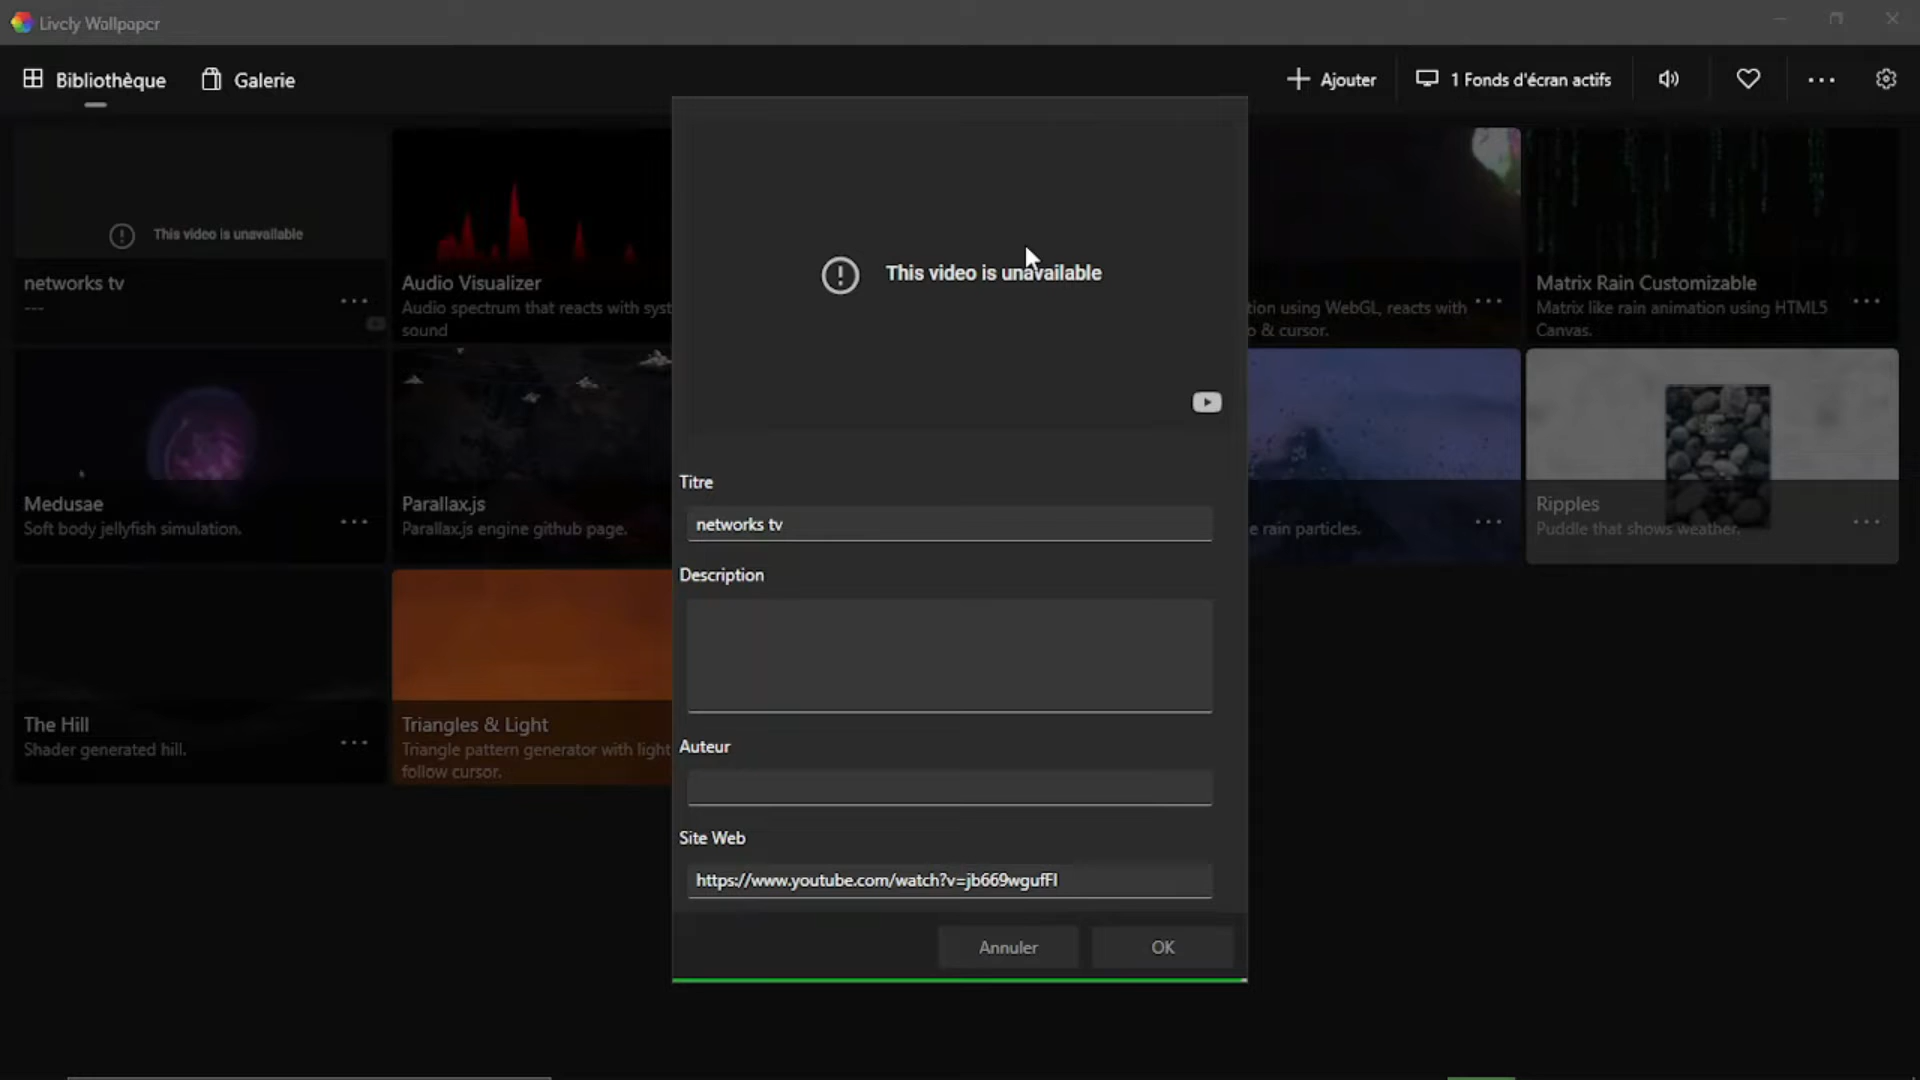 Lively Wallpaper
Bibliothèque
Galerie
Ajouter
1 Fonds d'écran actifs
This video is unavailable
networks tv
---
Audio Visualizer
Audio spectrum that reacts with syst
sound
This video is unavailable
tion using WebGL, reacts with
o & cursor.
Matrix Rain Customizable
Matrix like rain animation using HTML5
Canvas.
Medusae
Soft body jellyfish simulation.
Parallax.js
Parallax.js engine github page.
e rain particles.
Ripples
Puddle that shows weather.
The Hill
Shader generated hill.
Triangles & Light
Triangle pattern generator with light
follow cursor.
Titre
networks tv
Description
Auteur
Site Web
https://www.youtube.com/watch?v=jb669wgufFI
Annuler
OK